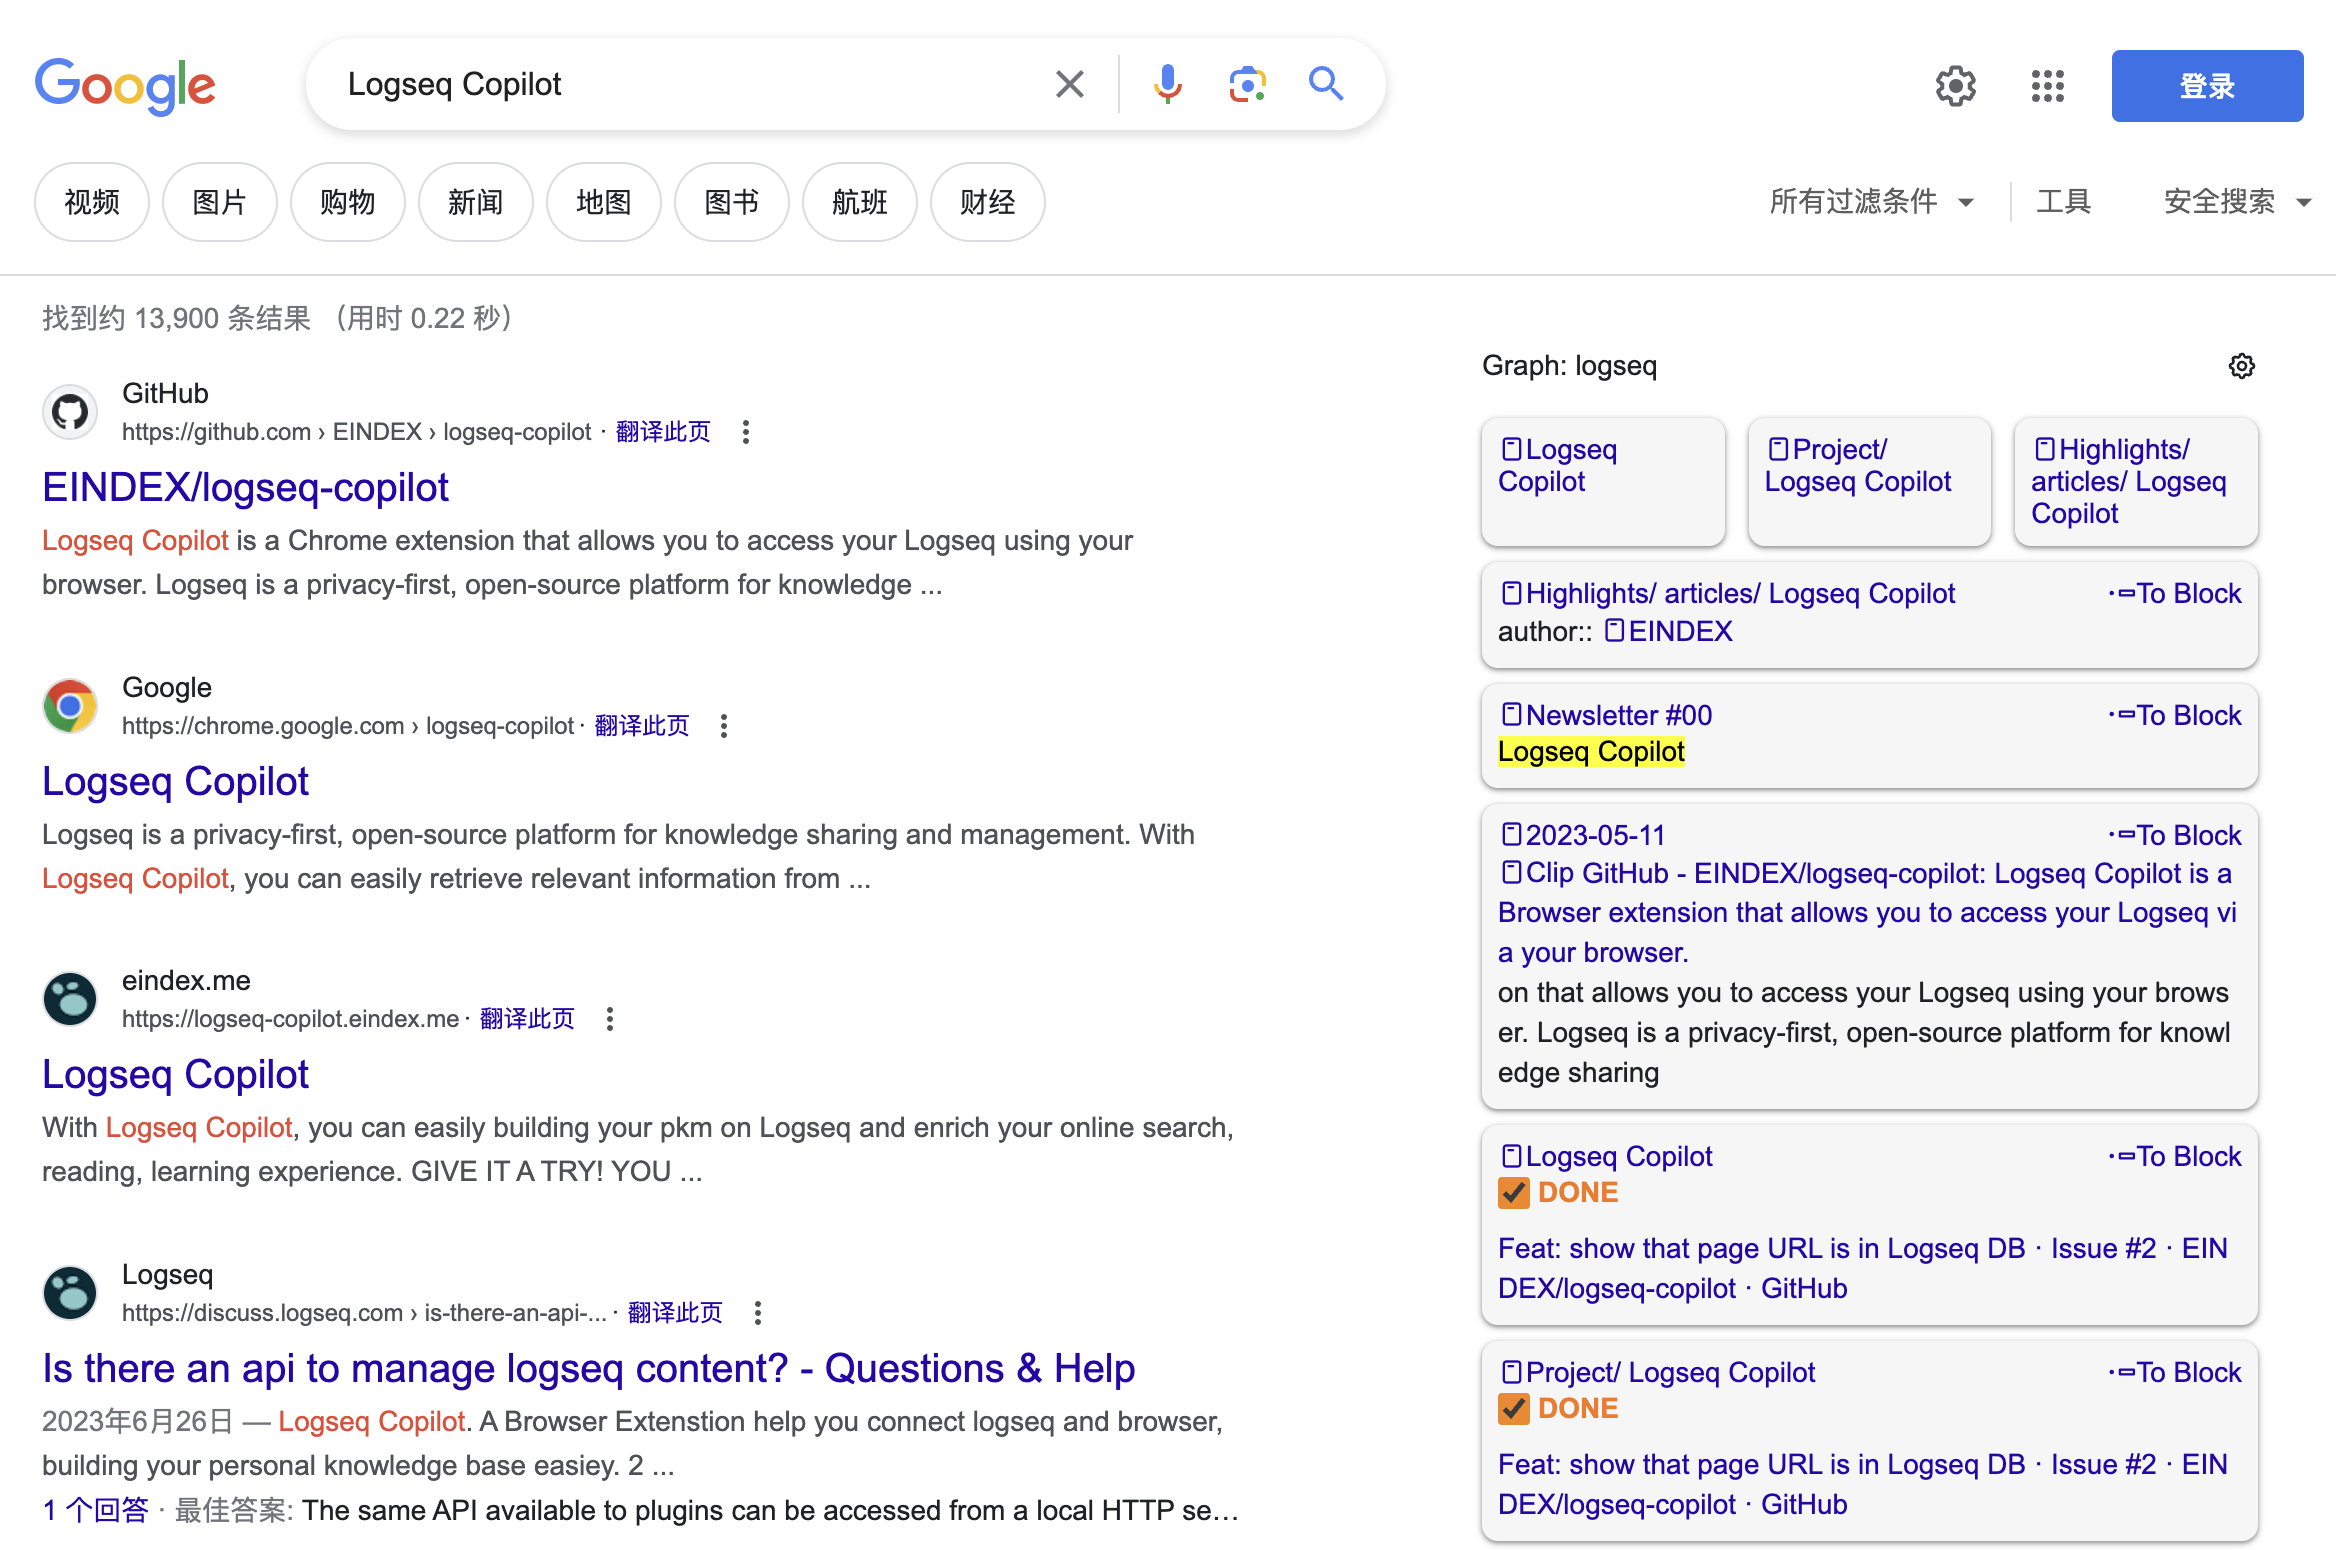 Google
Logseq Copilot
登录
视频
图片
购物
新闻
地图
图书
航班
财经
所有过滤条件
工具
安全搜索
找到约 13,900 条结果 （用时 0.22 秒）
GitHub
https://github.com › EINDEX › logseq-copilot · 翻译此页
EINDEX/logseq-copilot
Logseq Copilot is a Chrome extension that allows you to access your Logseq using your
browser. Logseq is a privacy-first, open-source platform for knowledge ...
Google
https://chrome.google.com › logseq-copilot · 翻译此页
Logseq Copilot
Logseq is a privacy-first, open-source platform for knowledge sharing and management. With
Logseq Copilot, you can easily retrieve relevant information from ...
eindex.me
https://logseq-copilot.eindex.me · 翻译此页
Logseq Copilot
With Logseq Copilot, you can easily building your pkm on Logseq and enrich your online search,
reading, learning experience. GIVE IT A TRY! YOU ...
Logseq
https://discuss.logseq.com › is-there-an-api-... · 翻译此页
Is there an api to manage logseq content? - Questions & Help
2023年6月26日 — Logseq Copilot. A Browser Extenstion help you connect logseq and browser,
building your personal knowledge base easiey. 2 ...
1 个回答 · 最佳答案: The same API available to plugins can be accessed from a local HTTP se...
Graph: logseq
Logseq
Copilot
Project/
Logseq Copilot
Highlights/
articles/ Logseq
Copilot
Highlights/ articles/ Logseq Copilot
To Block
author:: EINDEX
Newsletter #00
To Block
Logseq Copilot
2023-05-11
To Block
Clip GitHub - EINDEX/logseq-copilot: Logseq Copilot is a
Browser extension that allows you to access your Logseq vi
a your browser.
on that allows you to access your Logseq using your brows
er. Logseq is a privacy-first, open-source platform for knowl
edge sharing
Logseq Copilot
To Block
DONE
Feat: show that page URL is in Logseq DB · Issue #2 · EIN
DEX/logseq-copilot · GitHub
Project/ Logseq Copilot
To Block
DONE
Feat: show that page URL is in Logseq DB · Issue #2 · EIN
DEX/logseq-copilot · GitHub